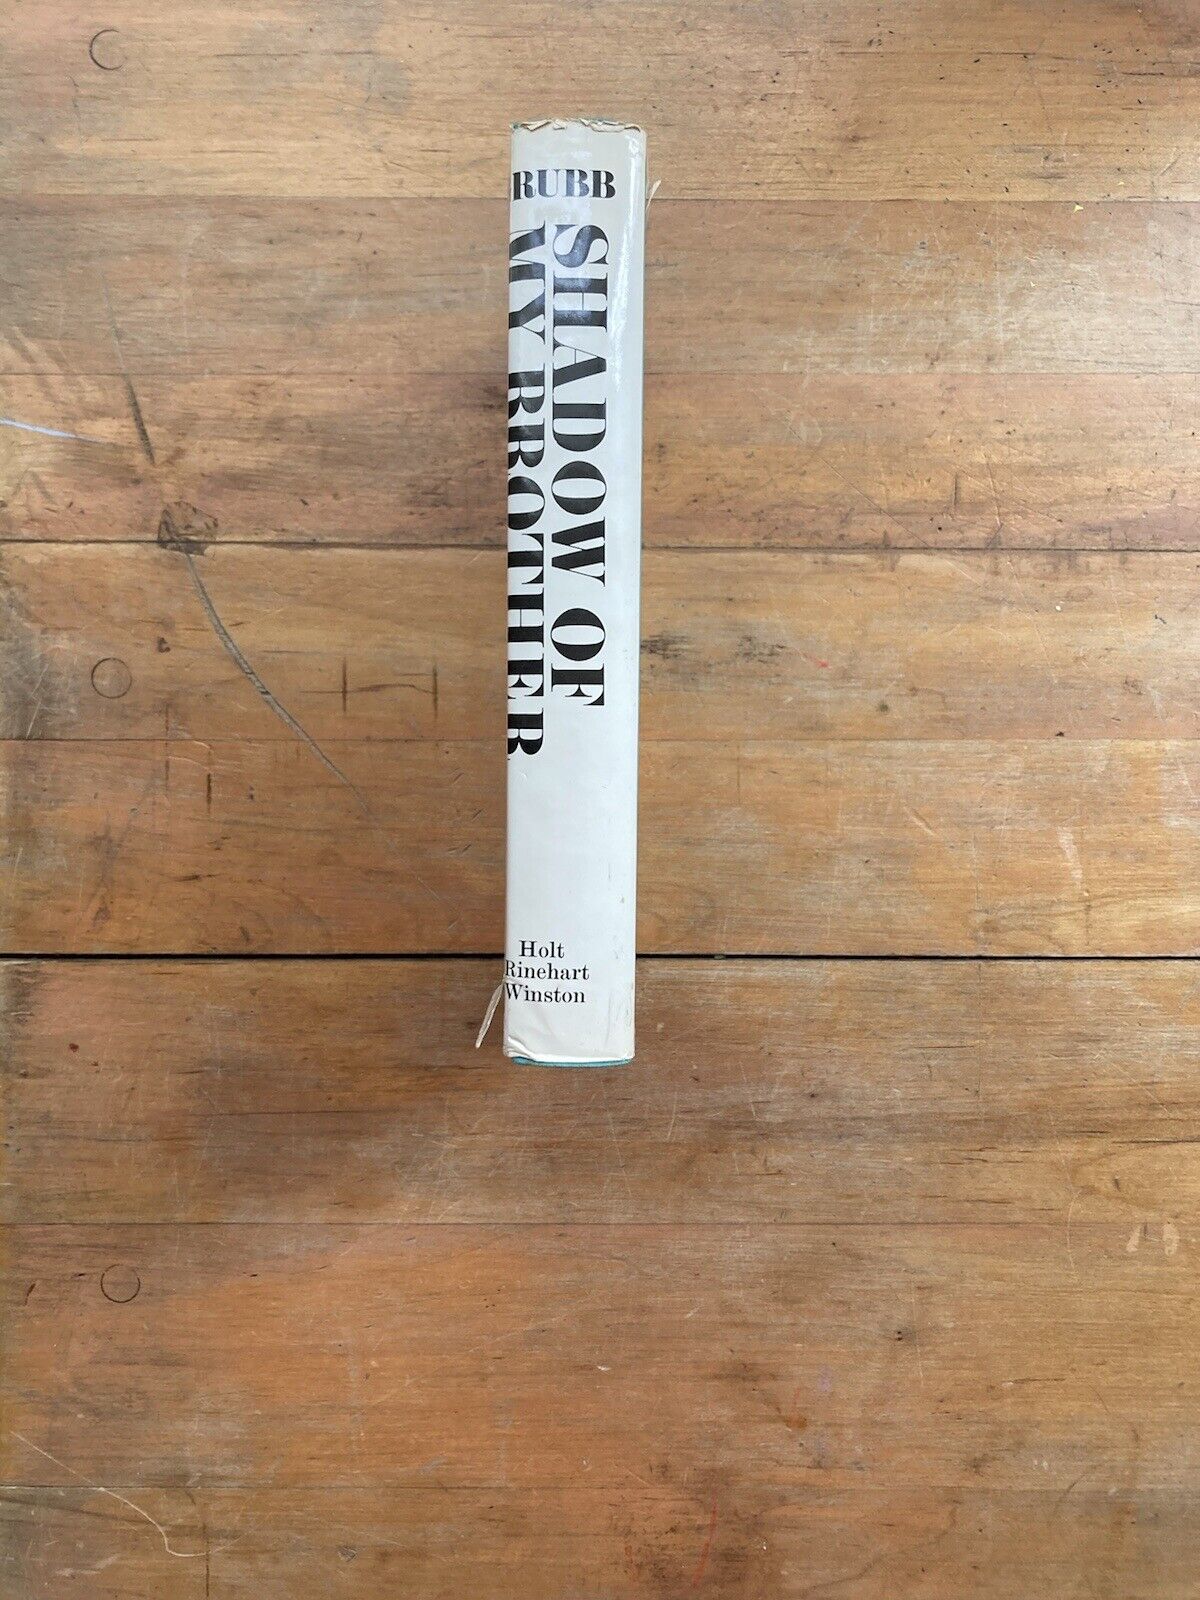 RUBB
SHADOW OF
MY BROTHER
Holt
Rinehart
Winston